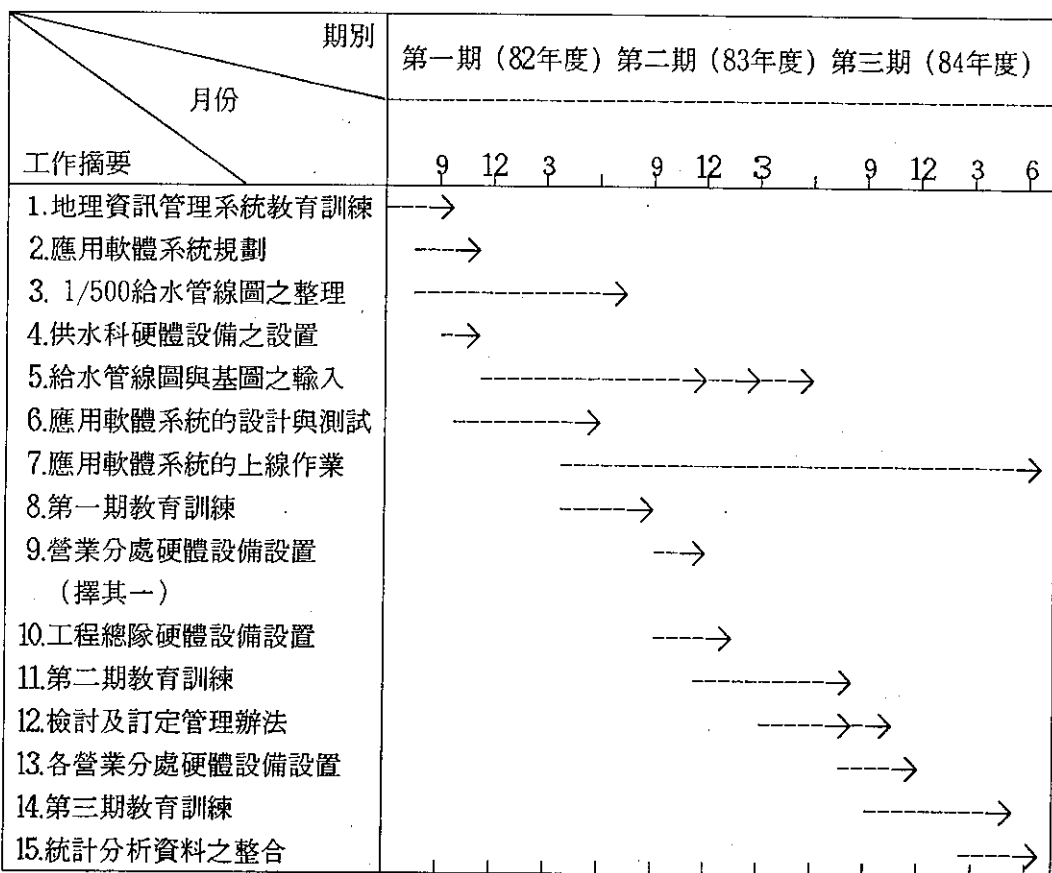 期別
第一期（82年度）第二期（83年度）第三期（84年度）
月份
工作摘要
9 12 3 9 12 3 9 12 3 6
1.地理資訊管理系統教育訓練
2.應用軟體系統規劃
3. 1/500給水管線圖之整理
4.供水科硬體設備之設置
5.給水管線圖與基圖之輸入
6.應用軟體系統的設計與測試
7.應用軟體系統的上線作業
8.第一期教育訓練
9.營業分處硬體設備設置
（擇其一）
10.工程總隊硬體設備設置
11.第二期教育訓練
12.檢討及訂定管理辦法
13.各營業分處硬體設備設置
14.第三期教育訓練
15.統計分析資料之整合